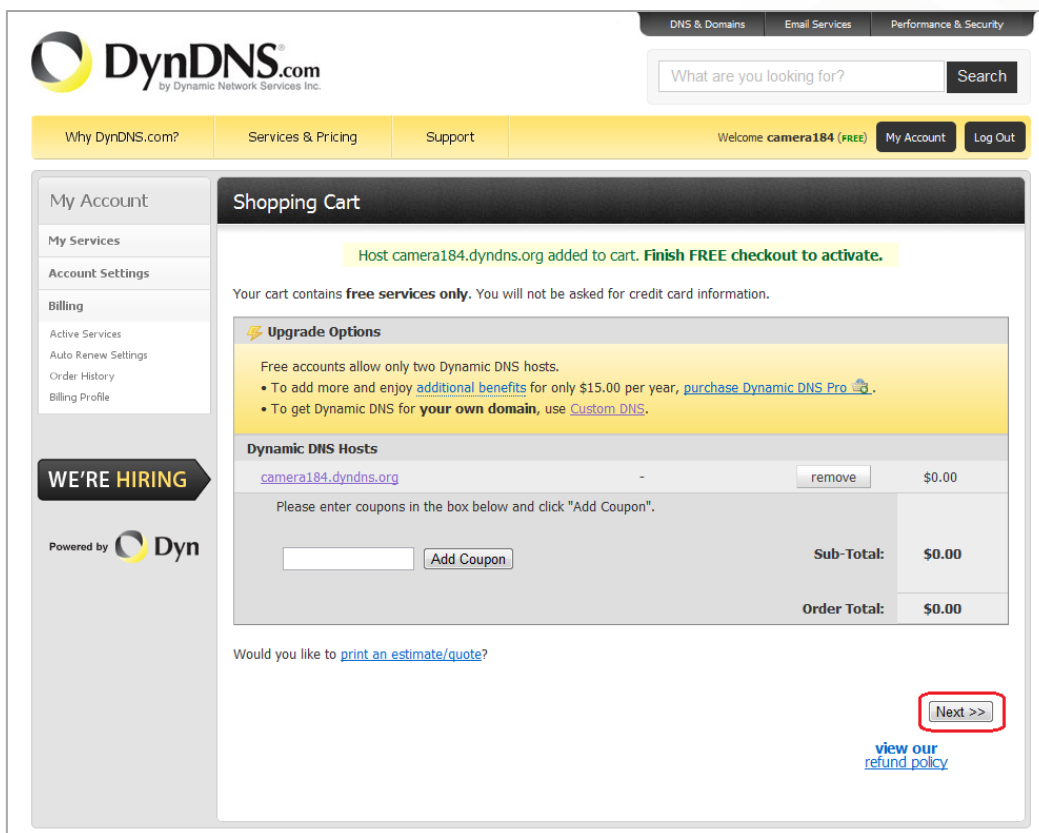 DNS & Domains Email Services Performance & Security
DynDNS.com
by Dynamic Network Services Inc.
What are you looking for? Search
Why DynDNS.com? Services & Pricing Support Welcome camera184 (FREE) My Account Log Out
My Account
My Services
Account Settings
Billing
Active Services
Auto Renew Settings
Order History
Billing Profile
WE'RE HIRING
Powered by Dyn
Shopping Cart
Host camera184.dyndns.org added to cart. Finish FREE checkout to activate.
Your cart contains free services only. You will not be asked for credit card information.
Upgrade Options
Free accounts allow only two Dynamic DNS hosts.
• To add more and enjoy additional benefits for only $15.00 per year, purchase Dynamic DNS Pro.
• To get Dynamic DNS for your own domain, use Custom DNS.
Dynamic DNS Hosts
camera184.dyndns.org - remove $0.00
Please enter coupons in the box below and click "Add Coupon".
Add Coupon Sub-Total: $0.00
Order Total: $0.00
Would you like to print an estimate/quote?
Next >>
view our
refund policy